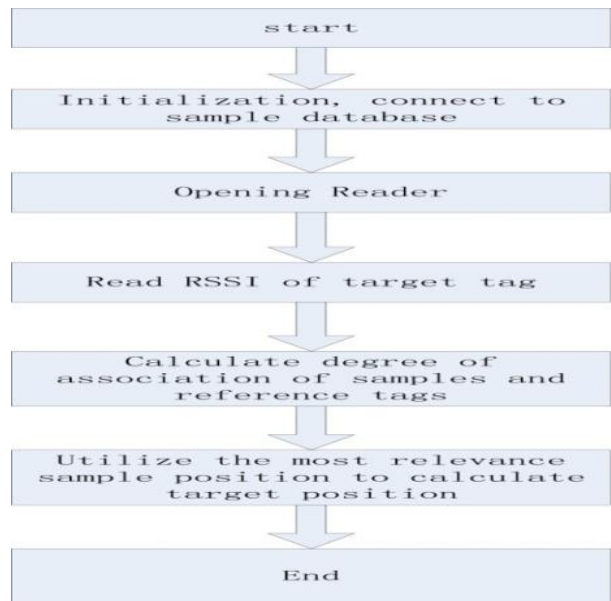 start
Initialization, connect to
sample database
Opening Reader
Read RSSI of target tag
Calculate degree of
association of samples and
reference tags
Utilize the most relevance
sample position to calculate
target position
End